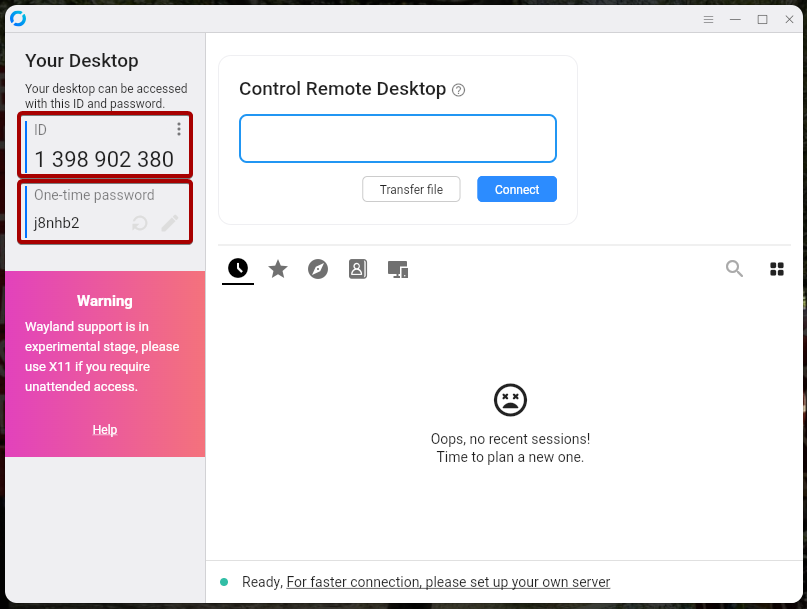 Your Desktop
Your desktop can be accessed
with this ID and password.
ID
1 398 902 380
One-time password
j8nhb2
Warning
Wayland support is in
experimental stage, please
use X11 if you require
unattended access.
Help
Control Remote Desktop
Transfer file
Connect
Oops, no recent sessions!
Time to plan a new one.
Ready, For faster connection, please set up your own server